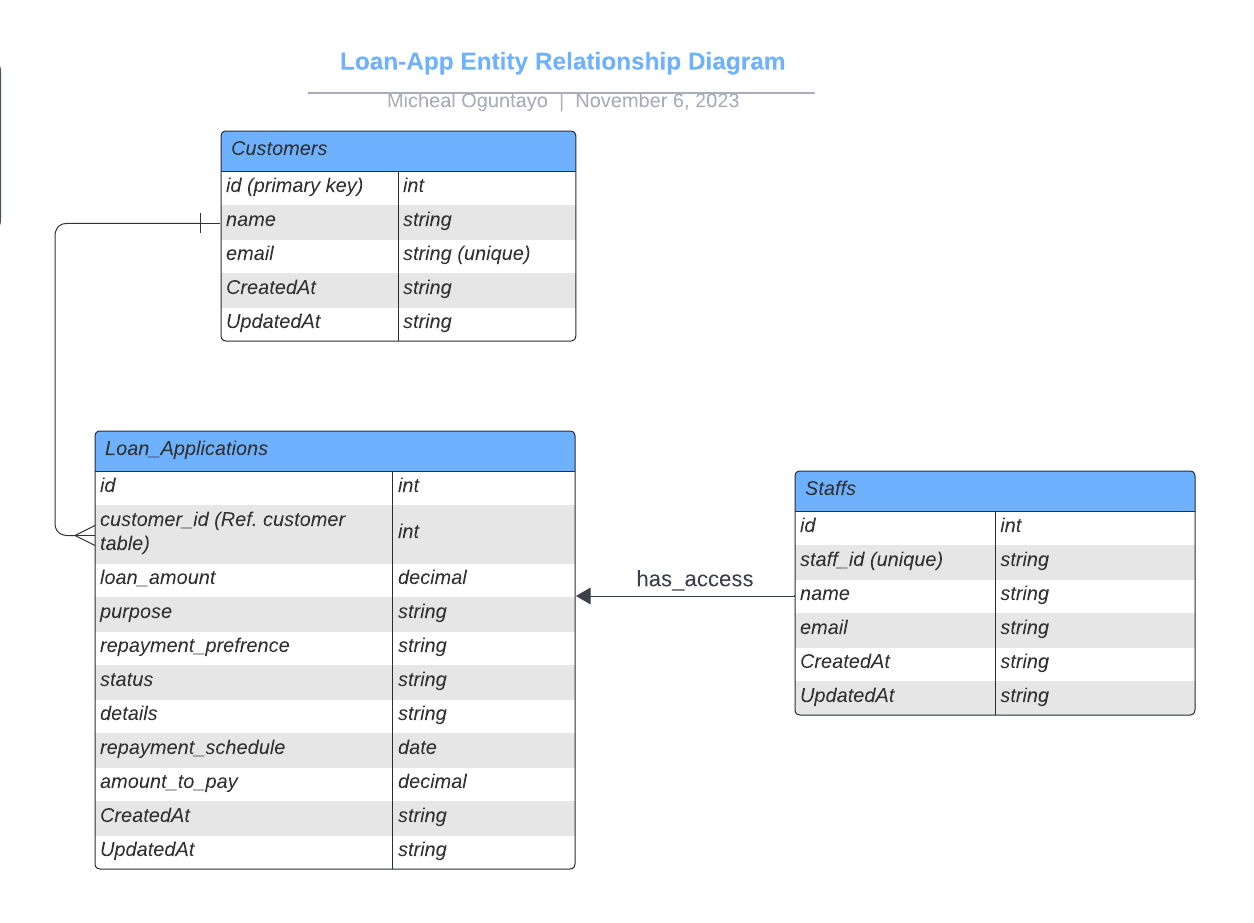 Loan-App Entity Relationship Diagram
Micheal Oguntayo | November 6, 2023
Customers
id (primary key) int
name string
email string (unique)
CreatedAt string
UpdatedAt string
Loan_Applications
id int
customer_id (Ref. customer
table) int
loan_amount decimal
purpose string
repayment_prefrence string
status string
details string
repayment_schedule date
amount_to_pay decimal
CreatedAt string
UpdatedAt string
has_access
Staffs
id int
staff_id (unique) string
name string
email string
CreatedAt string
UpdatedAt string